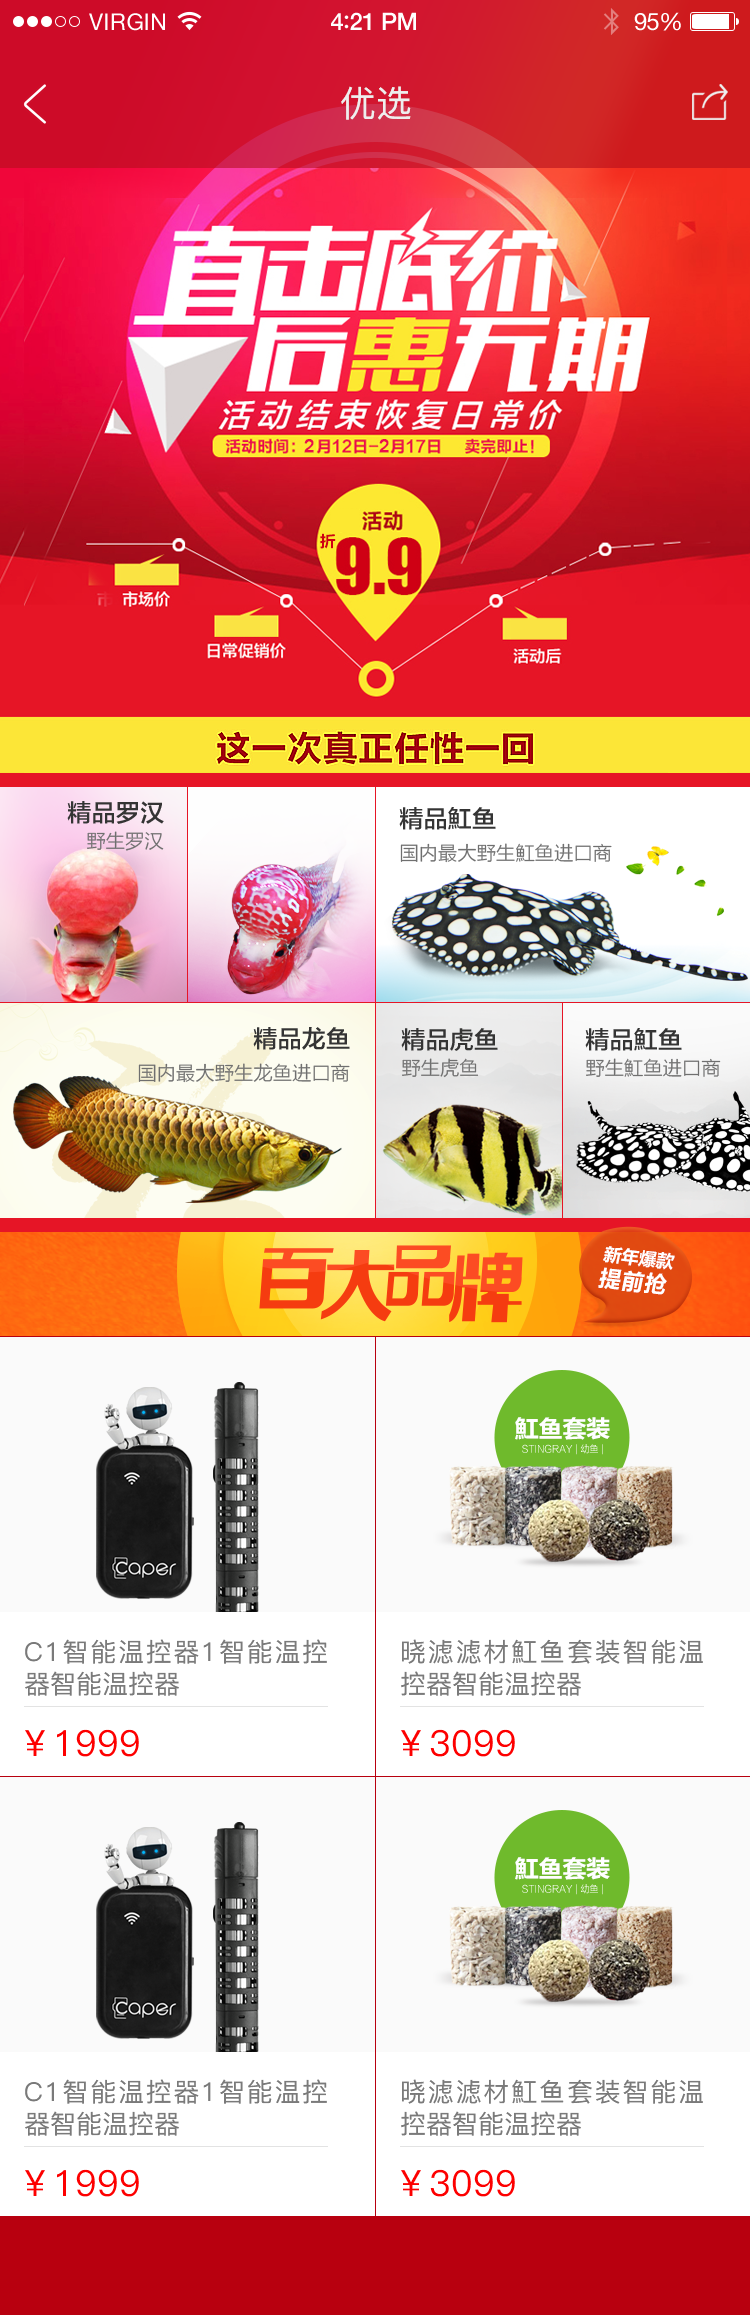 VIRGIN
4:21 PM
95%
优选
直击底价
后惠无期
活动结束恢复日常价
活动时间：2月12日-2月17日 卖完即止！
活动
折
9.9
市 市场价
日常促销价
活动后
这一次真正任性一回
精品罗汉
野生罗汉
精品魟鱼
国内最大野生魟鱼进口商
精品龙鱼
国内最大野生龙鱼进口商
精品虎鱼
野生虎鱼
精品魟鱼
野生魟鱼进口商
百大品牌
新年爆款
提前抢
Caper
魟鱼套装
STINGRAY | 幼鱼 |
C1智能温控器1智能温控
器智能温控器
¥1999
晓滤滤材魟鱼套装智能温
控器智能温控器
¥3099
Caper
魟鱼套装
STINGRAY | 幼鱼 |
C1智能温控器1智能温控
器智能温控器
¥1999
晓滤滤材魟鱼套装智能温
控器智能温控器
¥3099